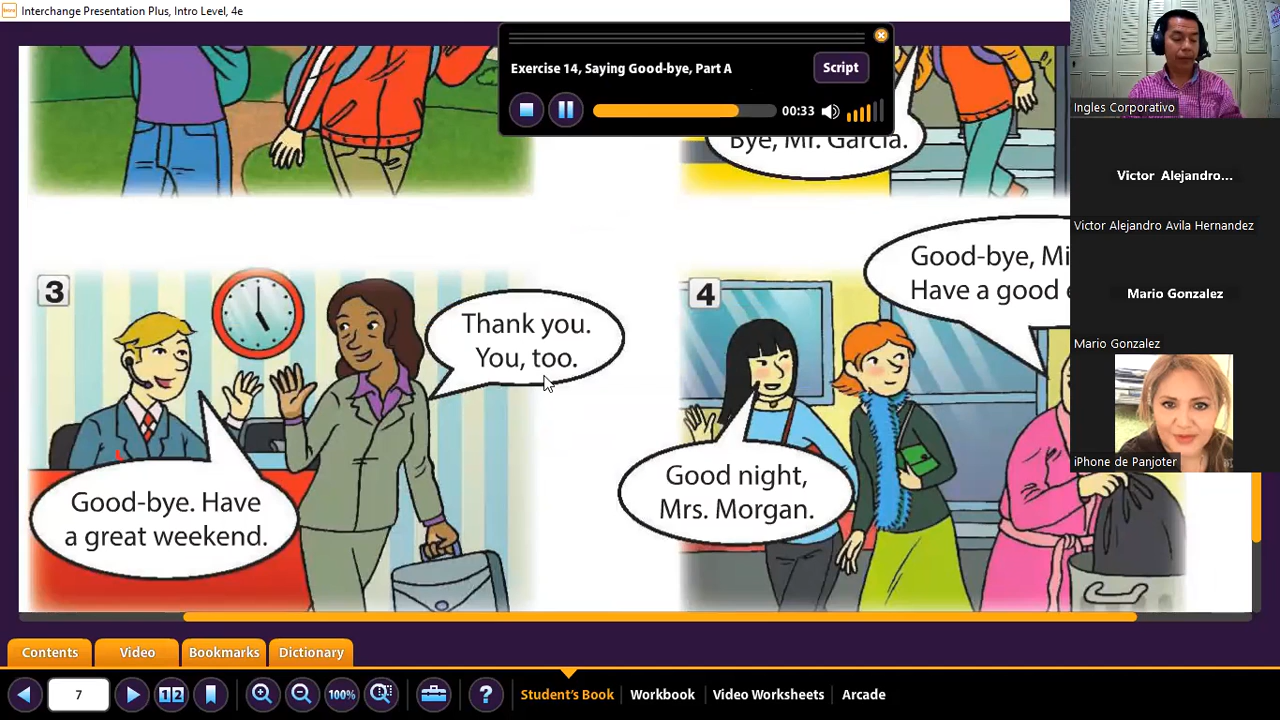 Interchange Presentation Plus, Intro Level, 4e
Exercise 14, Saying Good-bye, Part A
Script
00:33
Bye, Mr. Garcia.
Ingles Corporativo
Victor Alejandro...
Victor Alejandro Avila Hernandez
Mario Gonzalez
Mario Gonzalez
iPhone de Panjoter
3
Thank you.
You, too.
Good-bye. Have
a great weekend.
4
Good-bye, Mi
Have a good
Good night,
Mrs. Morgan.
Contents
Video
Bookmarks
Dictionary
7
1 2
100%
?
Student's Book
Workbook
Video Worksheets
Arcade